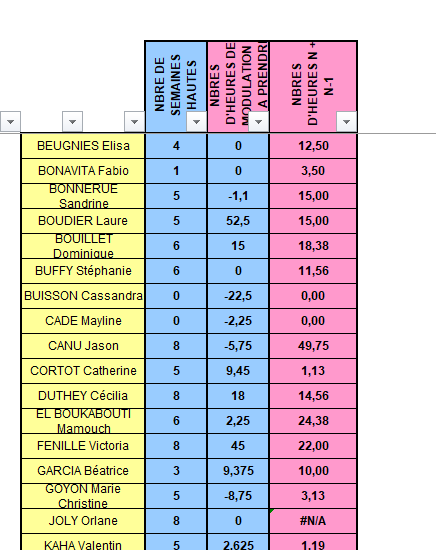 NBRE DE
SEMAINES
HAUTES
NBRES
D'HEURES DE
MODULATION
A PRENDRE
NBRES
D'HEURES N +
N-1
BEUGNIES Elisa 4 0 12,50
BONAVITA Fabio 1 0 3,50
BONNERUE
Sandrine 5 -1,1 15,00
BOUDIER Laure 5 52,5 15,00
BOUILLET
Dominique 6 15 18,38
BUFFY Stéphanie 6 0 11,56
BUISSON Cassandra 0 -22,5 0,00
CADE Mayline 0 -2,25 0,00
CANU Jason 8 -5,75 49,75
CORTOT Catherine 5 9,45 1,13
DUTHEY Cécilia 8 18 14,56
EL BOUKABOUTI
Mamouch 6 2,25 24,38
FENILLE Victoria 8 45 22,00
GARCIA Béatrice 3 9,375 10,00
GOYON Marie
Christine 5 -8,75 3,13
JOLY Orlane 8 0 #N/A
KAHA Valentin 5 2,625 1,19